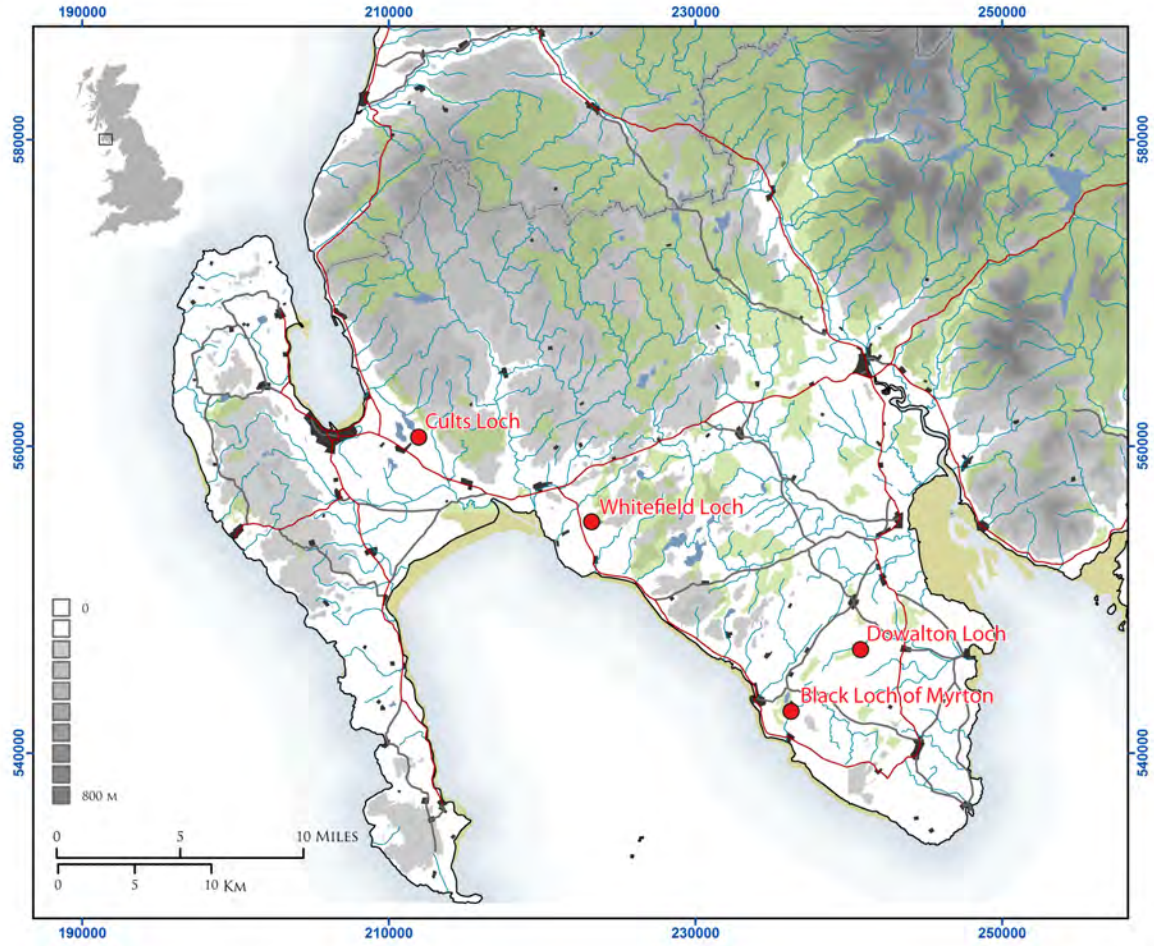 190000 210000 230000 250000
580000 580000
Cults Loch
560000 560000
Whitefield Loch
0
Dowalton Loch
Black Loch of Myrton
540000 540000
800 M
0 5 10 MILES
0 5 10 KM
190000 210000 230000 250000